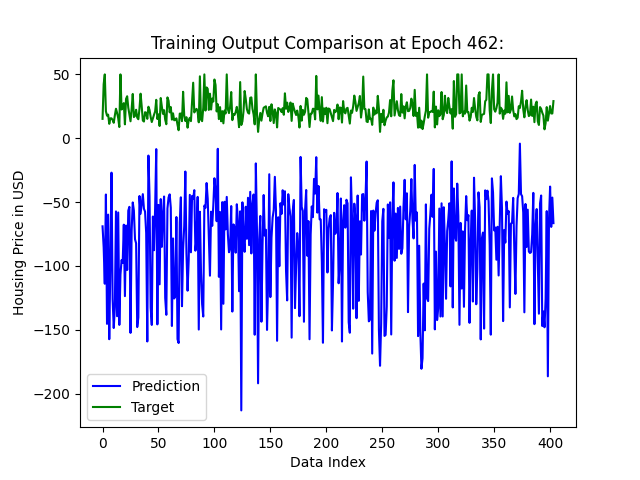 Training Output Comparison at Epoch 462:
Housing Price in USD
50
0
−50
−100
−150
−200
Prediction
Target
0 50 100 150 200 250 300 350 400
Data Index